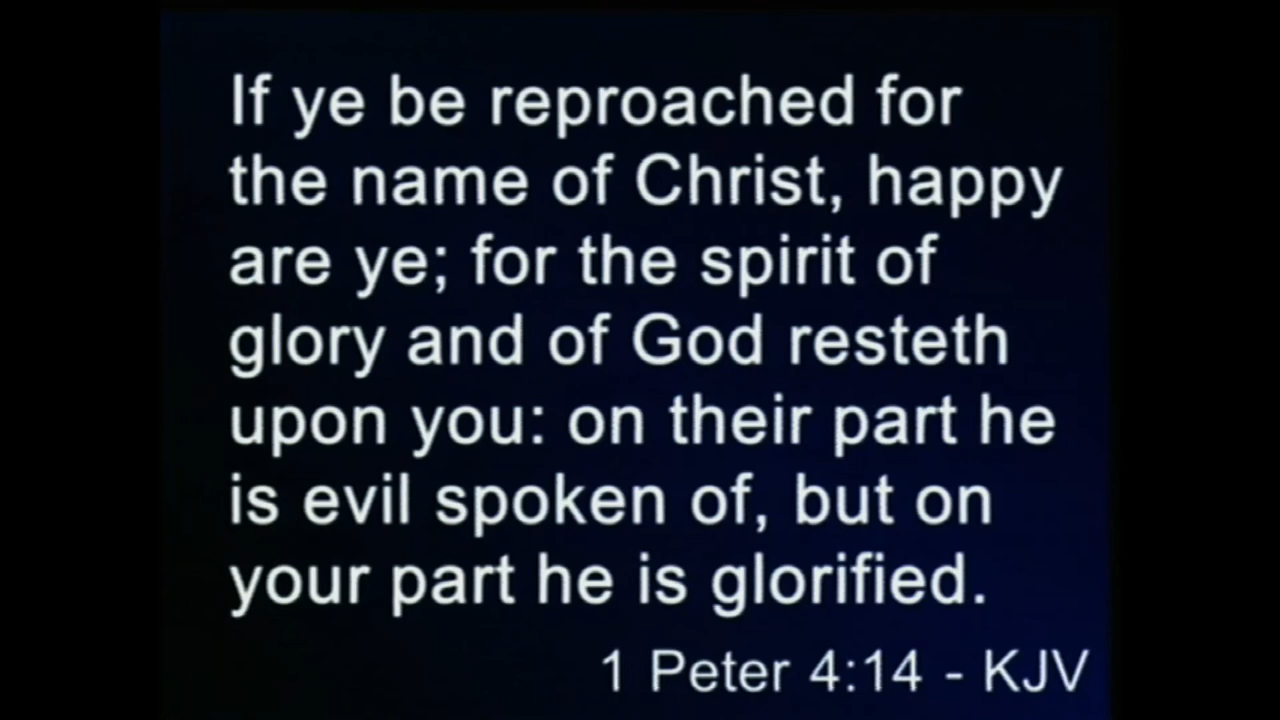 If ye be reproached for
the name of Christ, happy
are ye; for the spirit of
glory and of God resteth
upon you: on their part he
is evil spoken of, but on
your part he is glorified.
1 Peter 4:14 - KJV